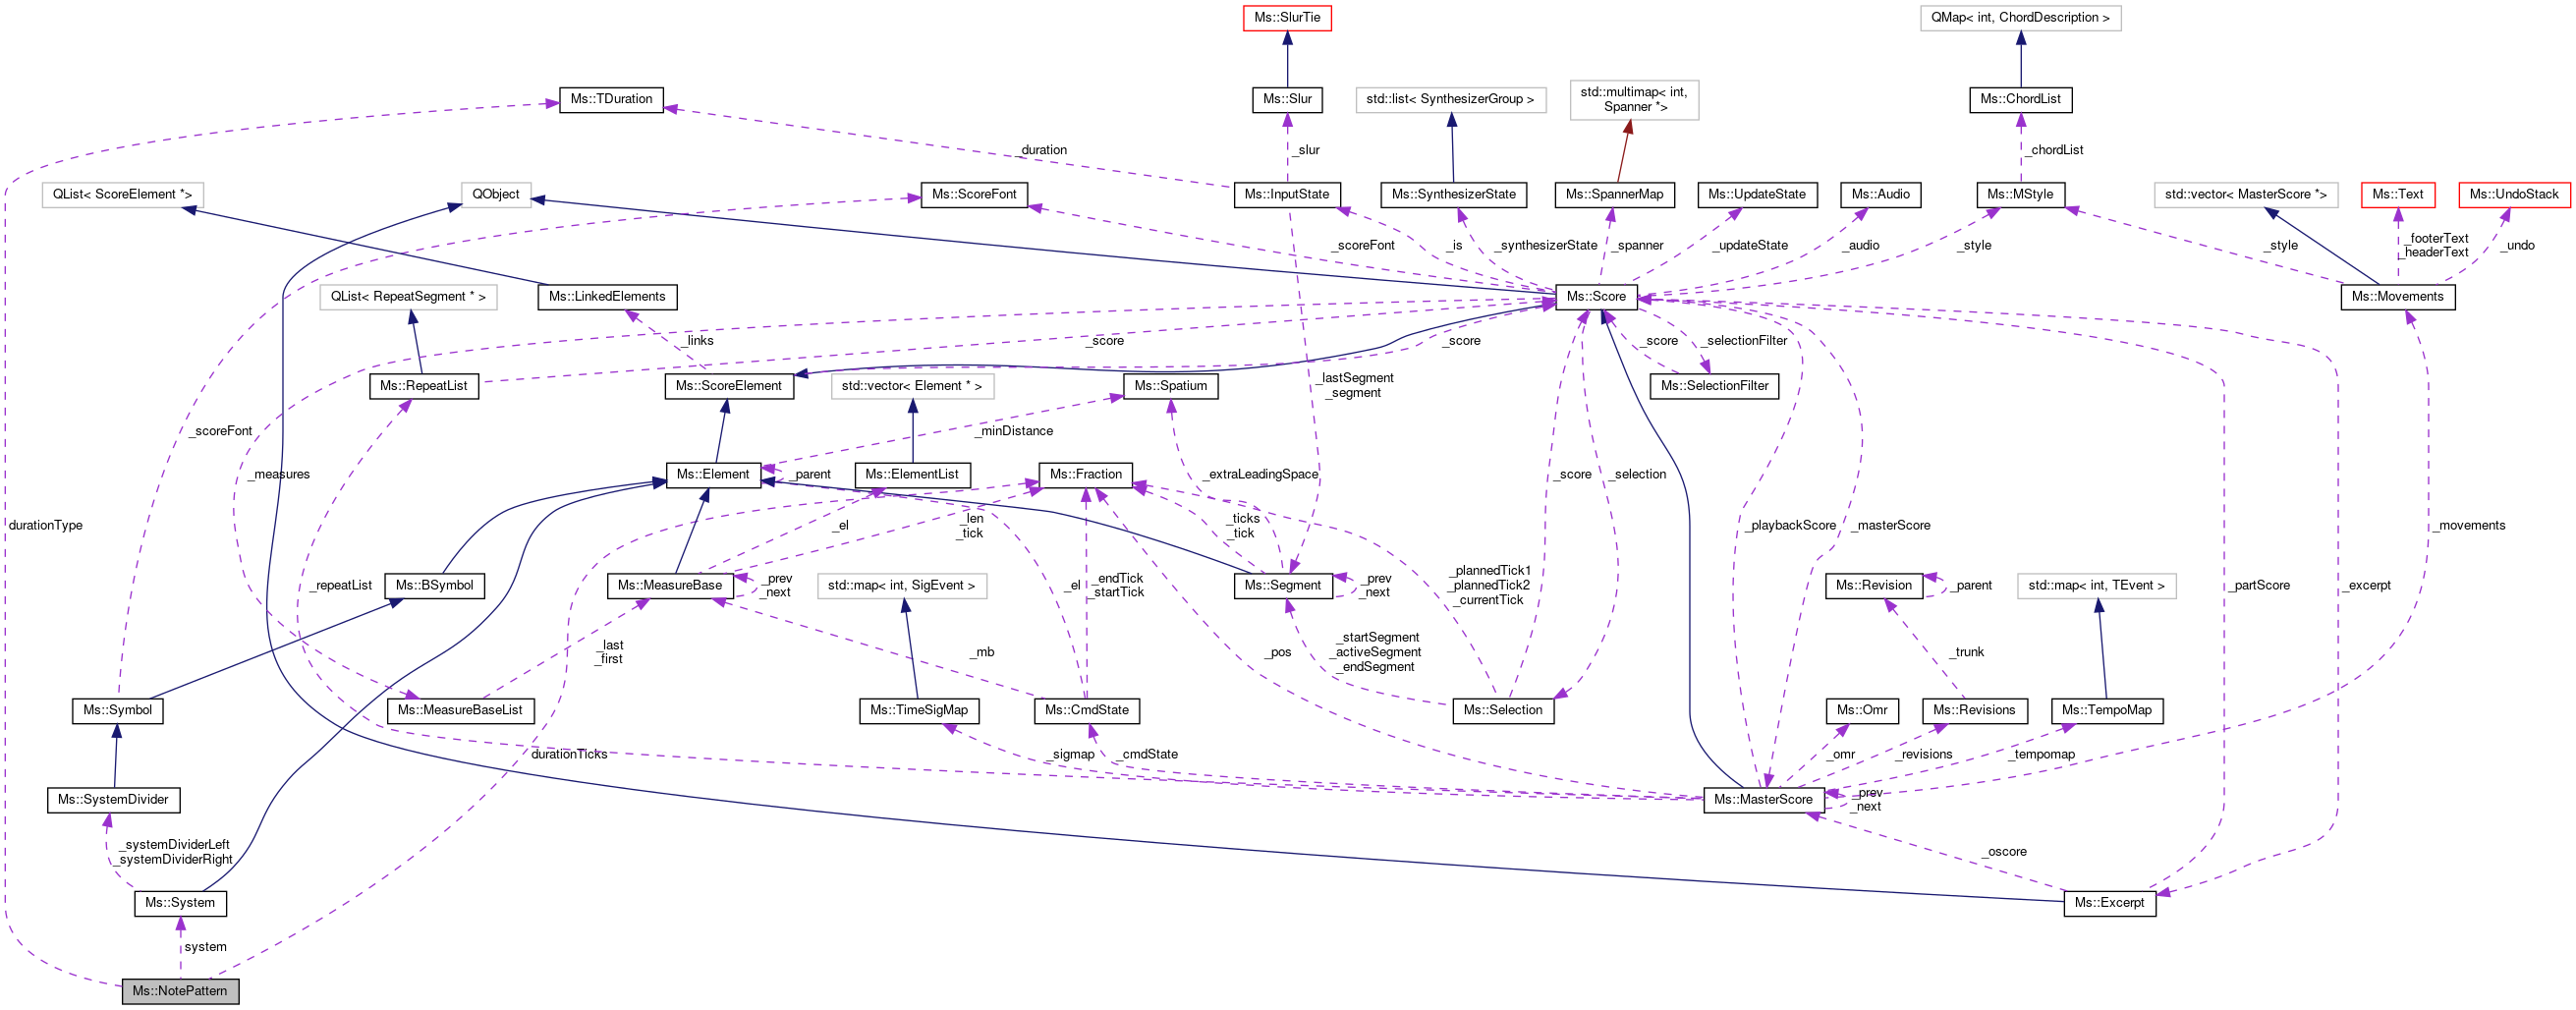 Ms::SlurTie
QMap< int, ChordDescription >
Ms::TDuration
Ms::Slur
std::list< SynthesizerGroup >
std::multimap< int,
Spanner *>
Ms::ChordList
_duration
_slur
_chordList
QList< ScoreElement *>
QObject
Ms::ScoreFont
Ms::InputState
Ms::SynthesizerState
Ms::SpannerMap
Ms::UpdateState
Ms::Audio
Ms::MStyle
std::vector< MasterScore *>
Ms::Text
Ms::UndoStack
_scoreFont
_is
_synthesizerState
_spanner
_updateState
_audio
_style
_style
_footerText
_headerText
_undo
QList< RepeatSegment * >
Ms::LinkedElements
Ms::Score
Ms::Movements
_links
_score
_score
_score
_selectionFilter
Ms::RepeatList
Ms::ScoreElement
std::vector< Element * >
Ms::Spatium
_lastSegment
_segment
Ms::SelectionFilter
_scoreFont
_minDistance
_measures
Ms::Element
_parent
Ms::ElementList
Ms::Fraction
_extraLeadingSpace
_score
_selection
durationType
_el
_len
_tick
_ticks
_tick
_playbackScore
_masterScore
_movements
_repeatList
Ms::BSymbol
Ms::MeasureBase
_prev
_next
std::map< int, SigEvent >
_el
_endTick
_startTick
Ms::Segment
_prev
_next
_plannedTick1
_plannedTick2
_currentTick
Ms::Revision
_parent
std::map< int, TEvent >
_partScore
_excerpt
_last
_first
_mb
_pos
_startSegment
_activeSegment
_endSegment
_trunk
Ms::Symbol
Ms::MeasureBaseList
Ms::TimeSigMap
Ms::CmdState
Ms::Selection
Ms::Omr
Ms::Revisions
Ms::TempoMap
durationTicks
_sigmap
_cmdState
_omr
_revisions
_tempomap
Ms::SystemDivider
Ms::MasterScore
_prev
_next
_systemDividerLeft
_systemDividerRight
_oscore
Ms::System
Ms::Excerpt
system
Ms::NotePattern